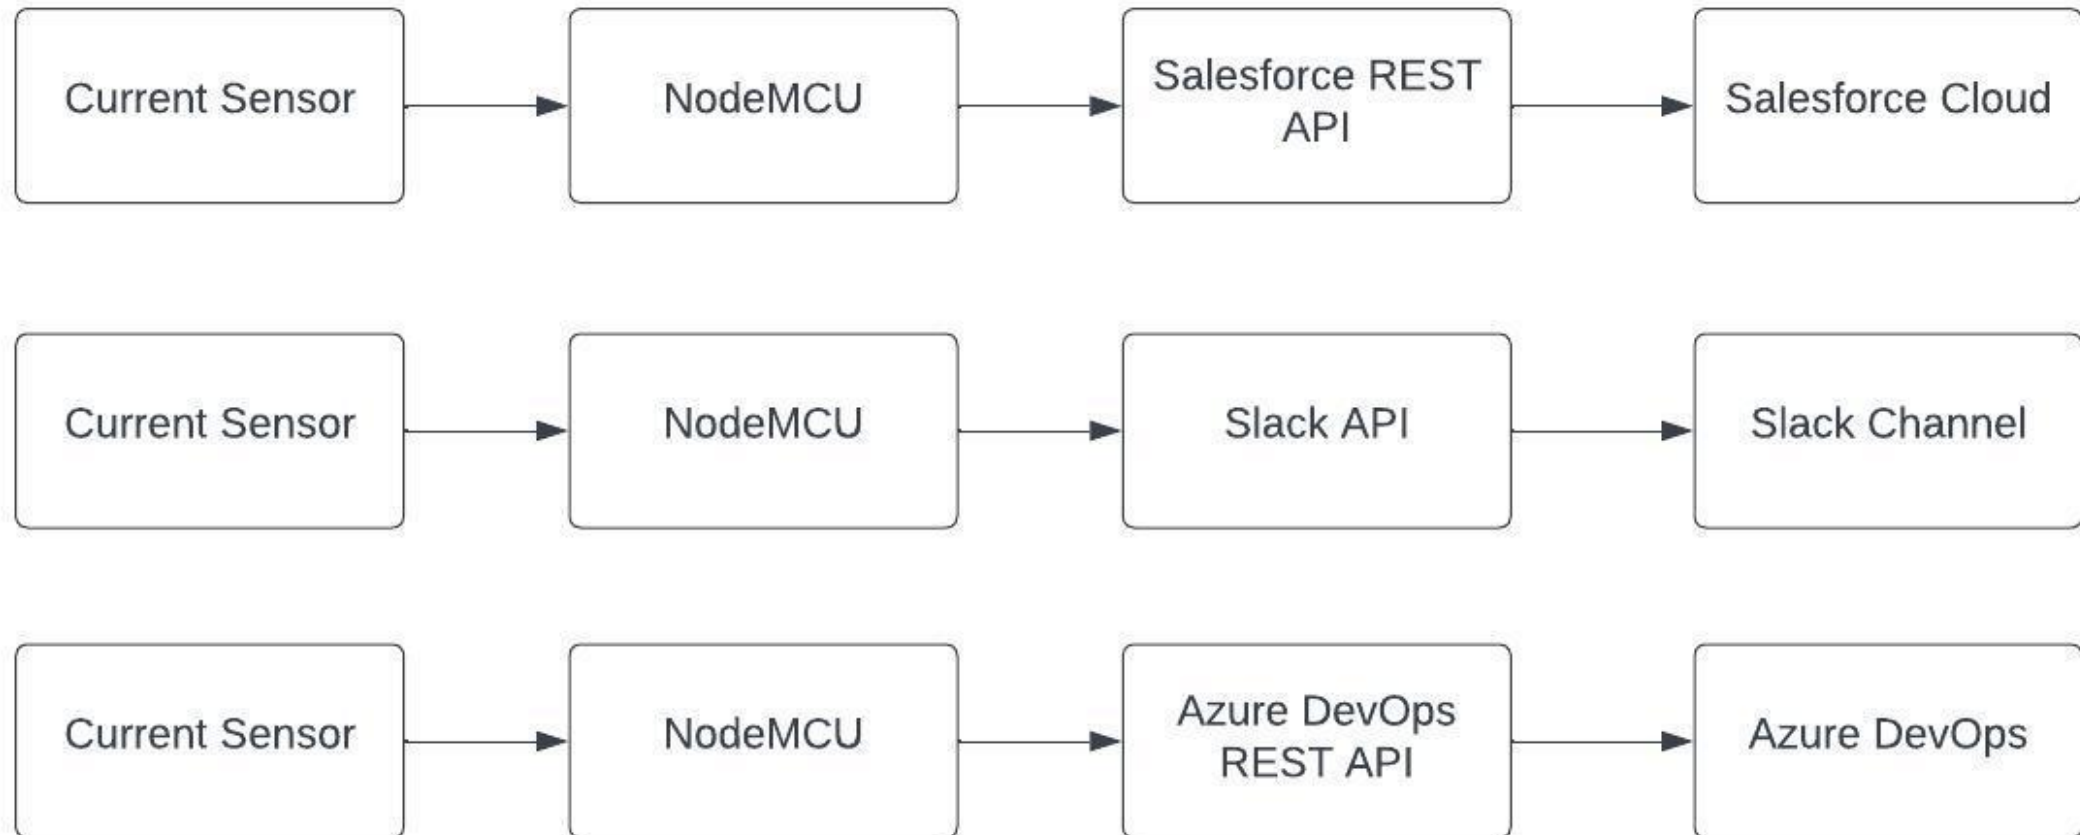 Current Sensor
NodeMCU
Salesforce REST
API
Salesforce Cloud
Current Sensor
NodeMCU
Slack API
Slack Channel
Current Sensor
NodeMCU
Azure DevOps
REST API
Azure DevOps